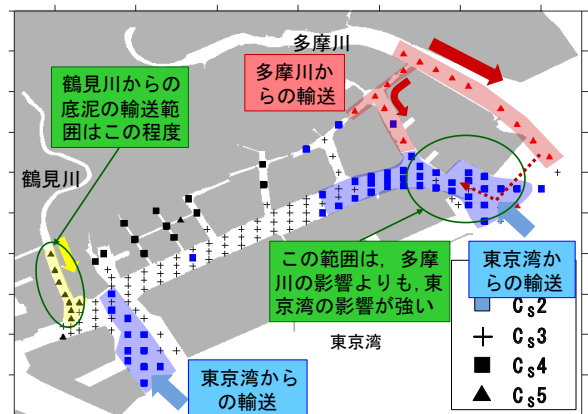 多摩川
鶴見川からの
底泥の輸送範
囲はこの程度
多摩川か
らの輸送
鶴見川
この範囲は，多摩
川の影響よりも,東
京湾の影響が強い
東京湾か
らの輸送
東京湾
東京湾から
の輸送
Cs2
Cs3
Cs4
Cs5